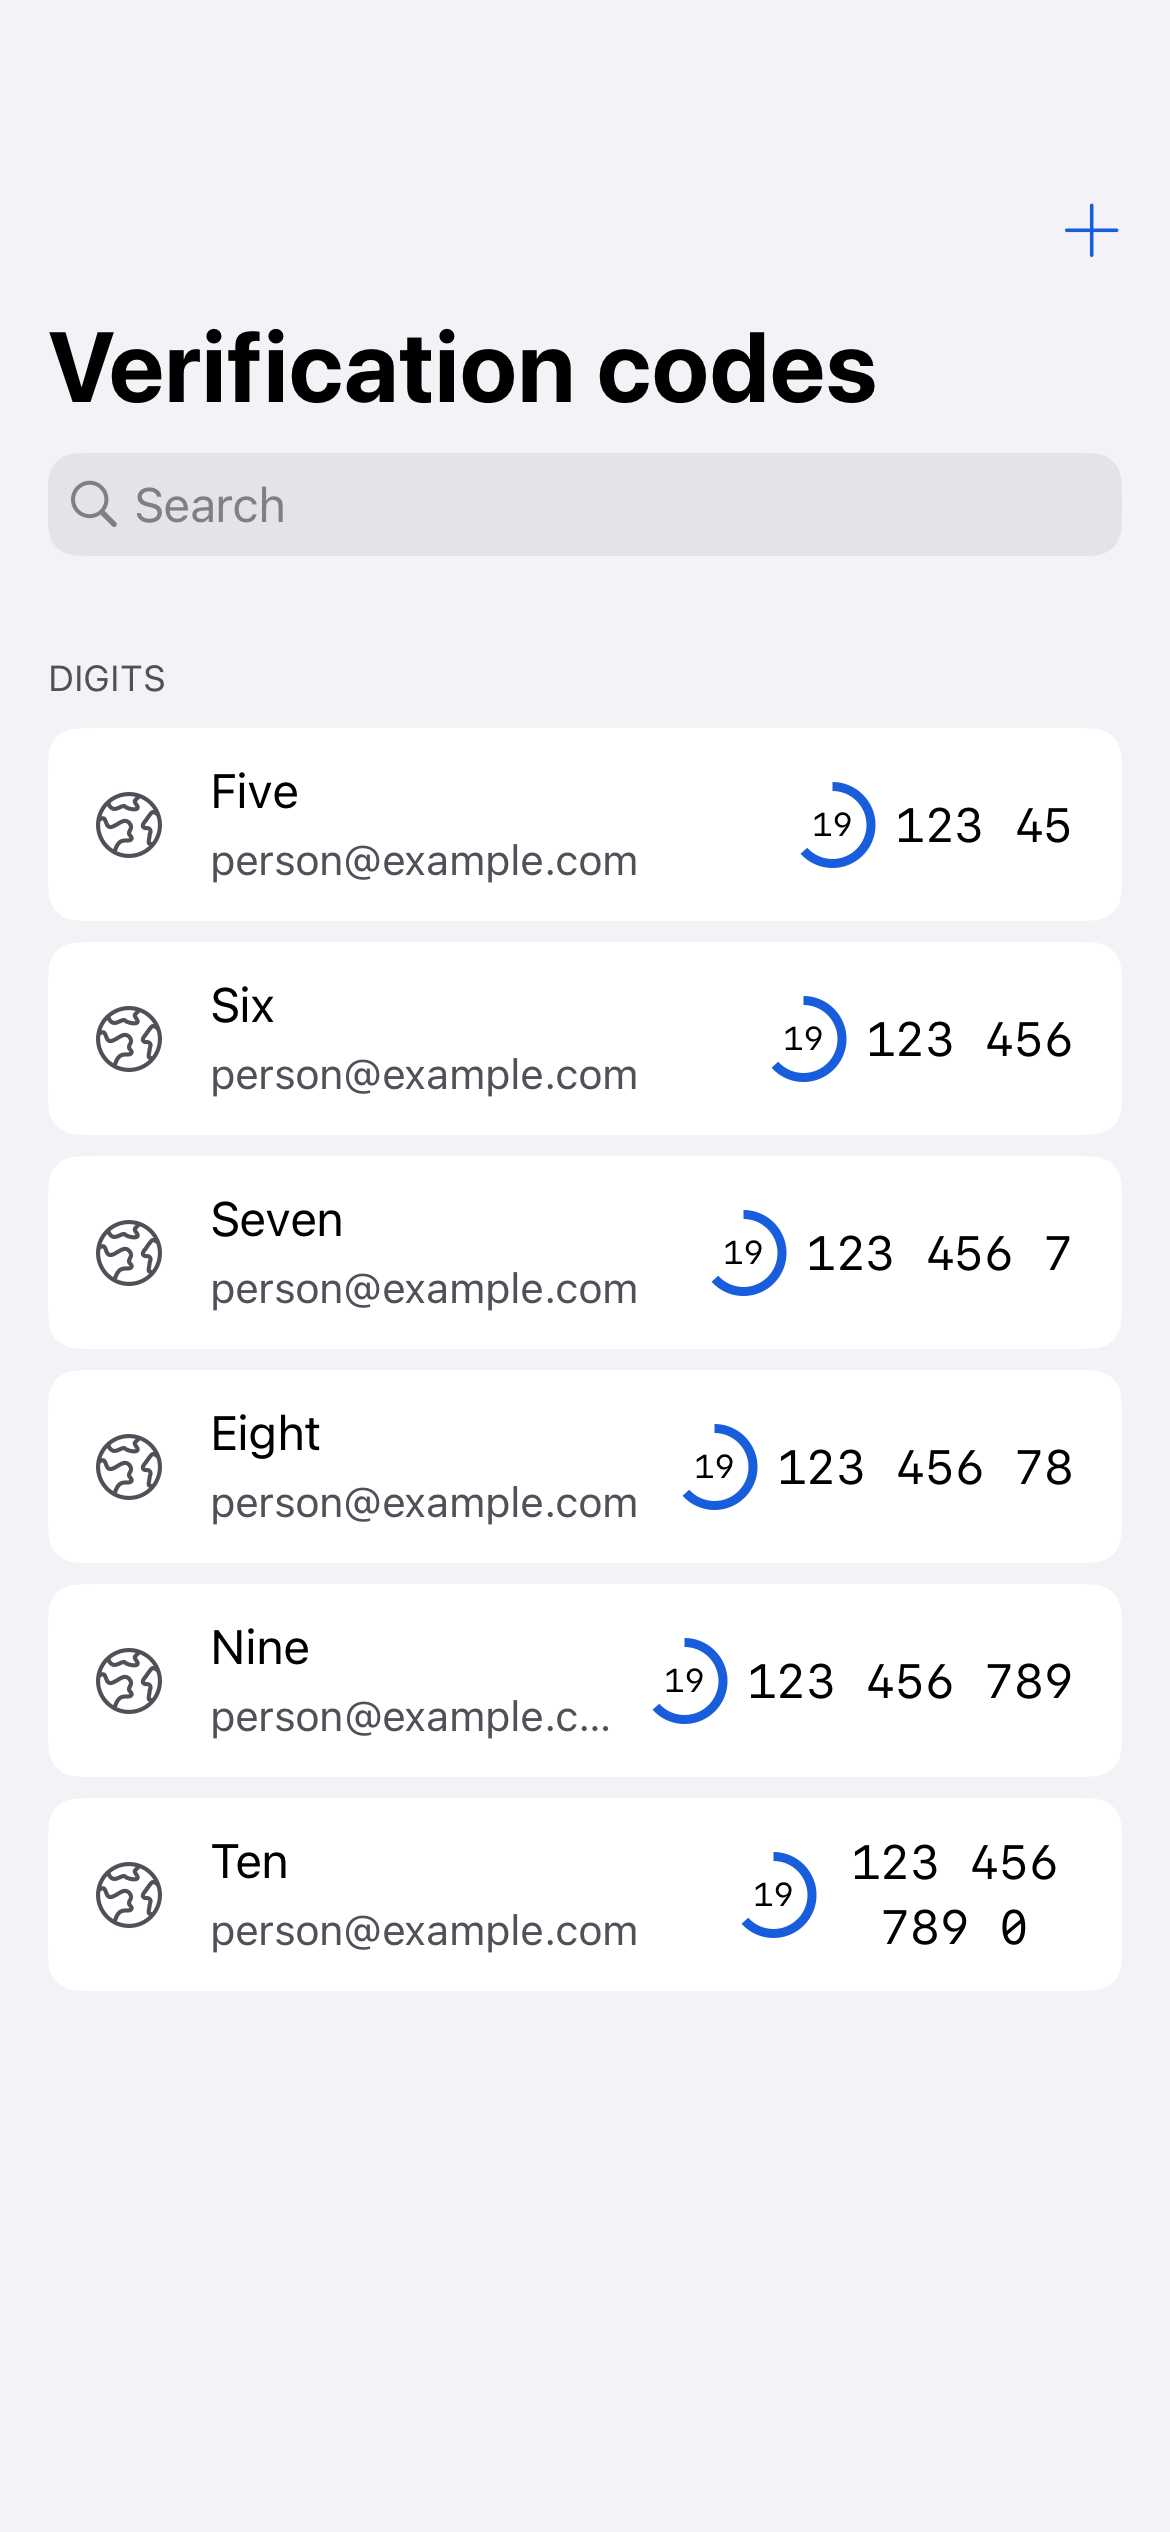 Verification codes
Search
DIGITS
Five
person@example.com
19
123 45
Six
person@example.com
19
123 456
Seven
person@example.com
19
123 456 7
Eight
person@example.com
19
123 456 78
Nine
person@example.c...
19
123 456 789
Ten
person@example.com
19
123 456
789 0